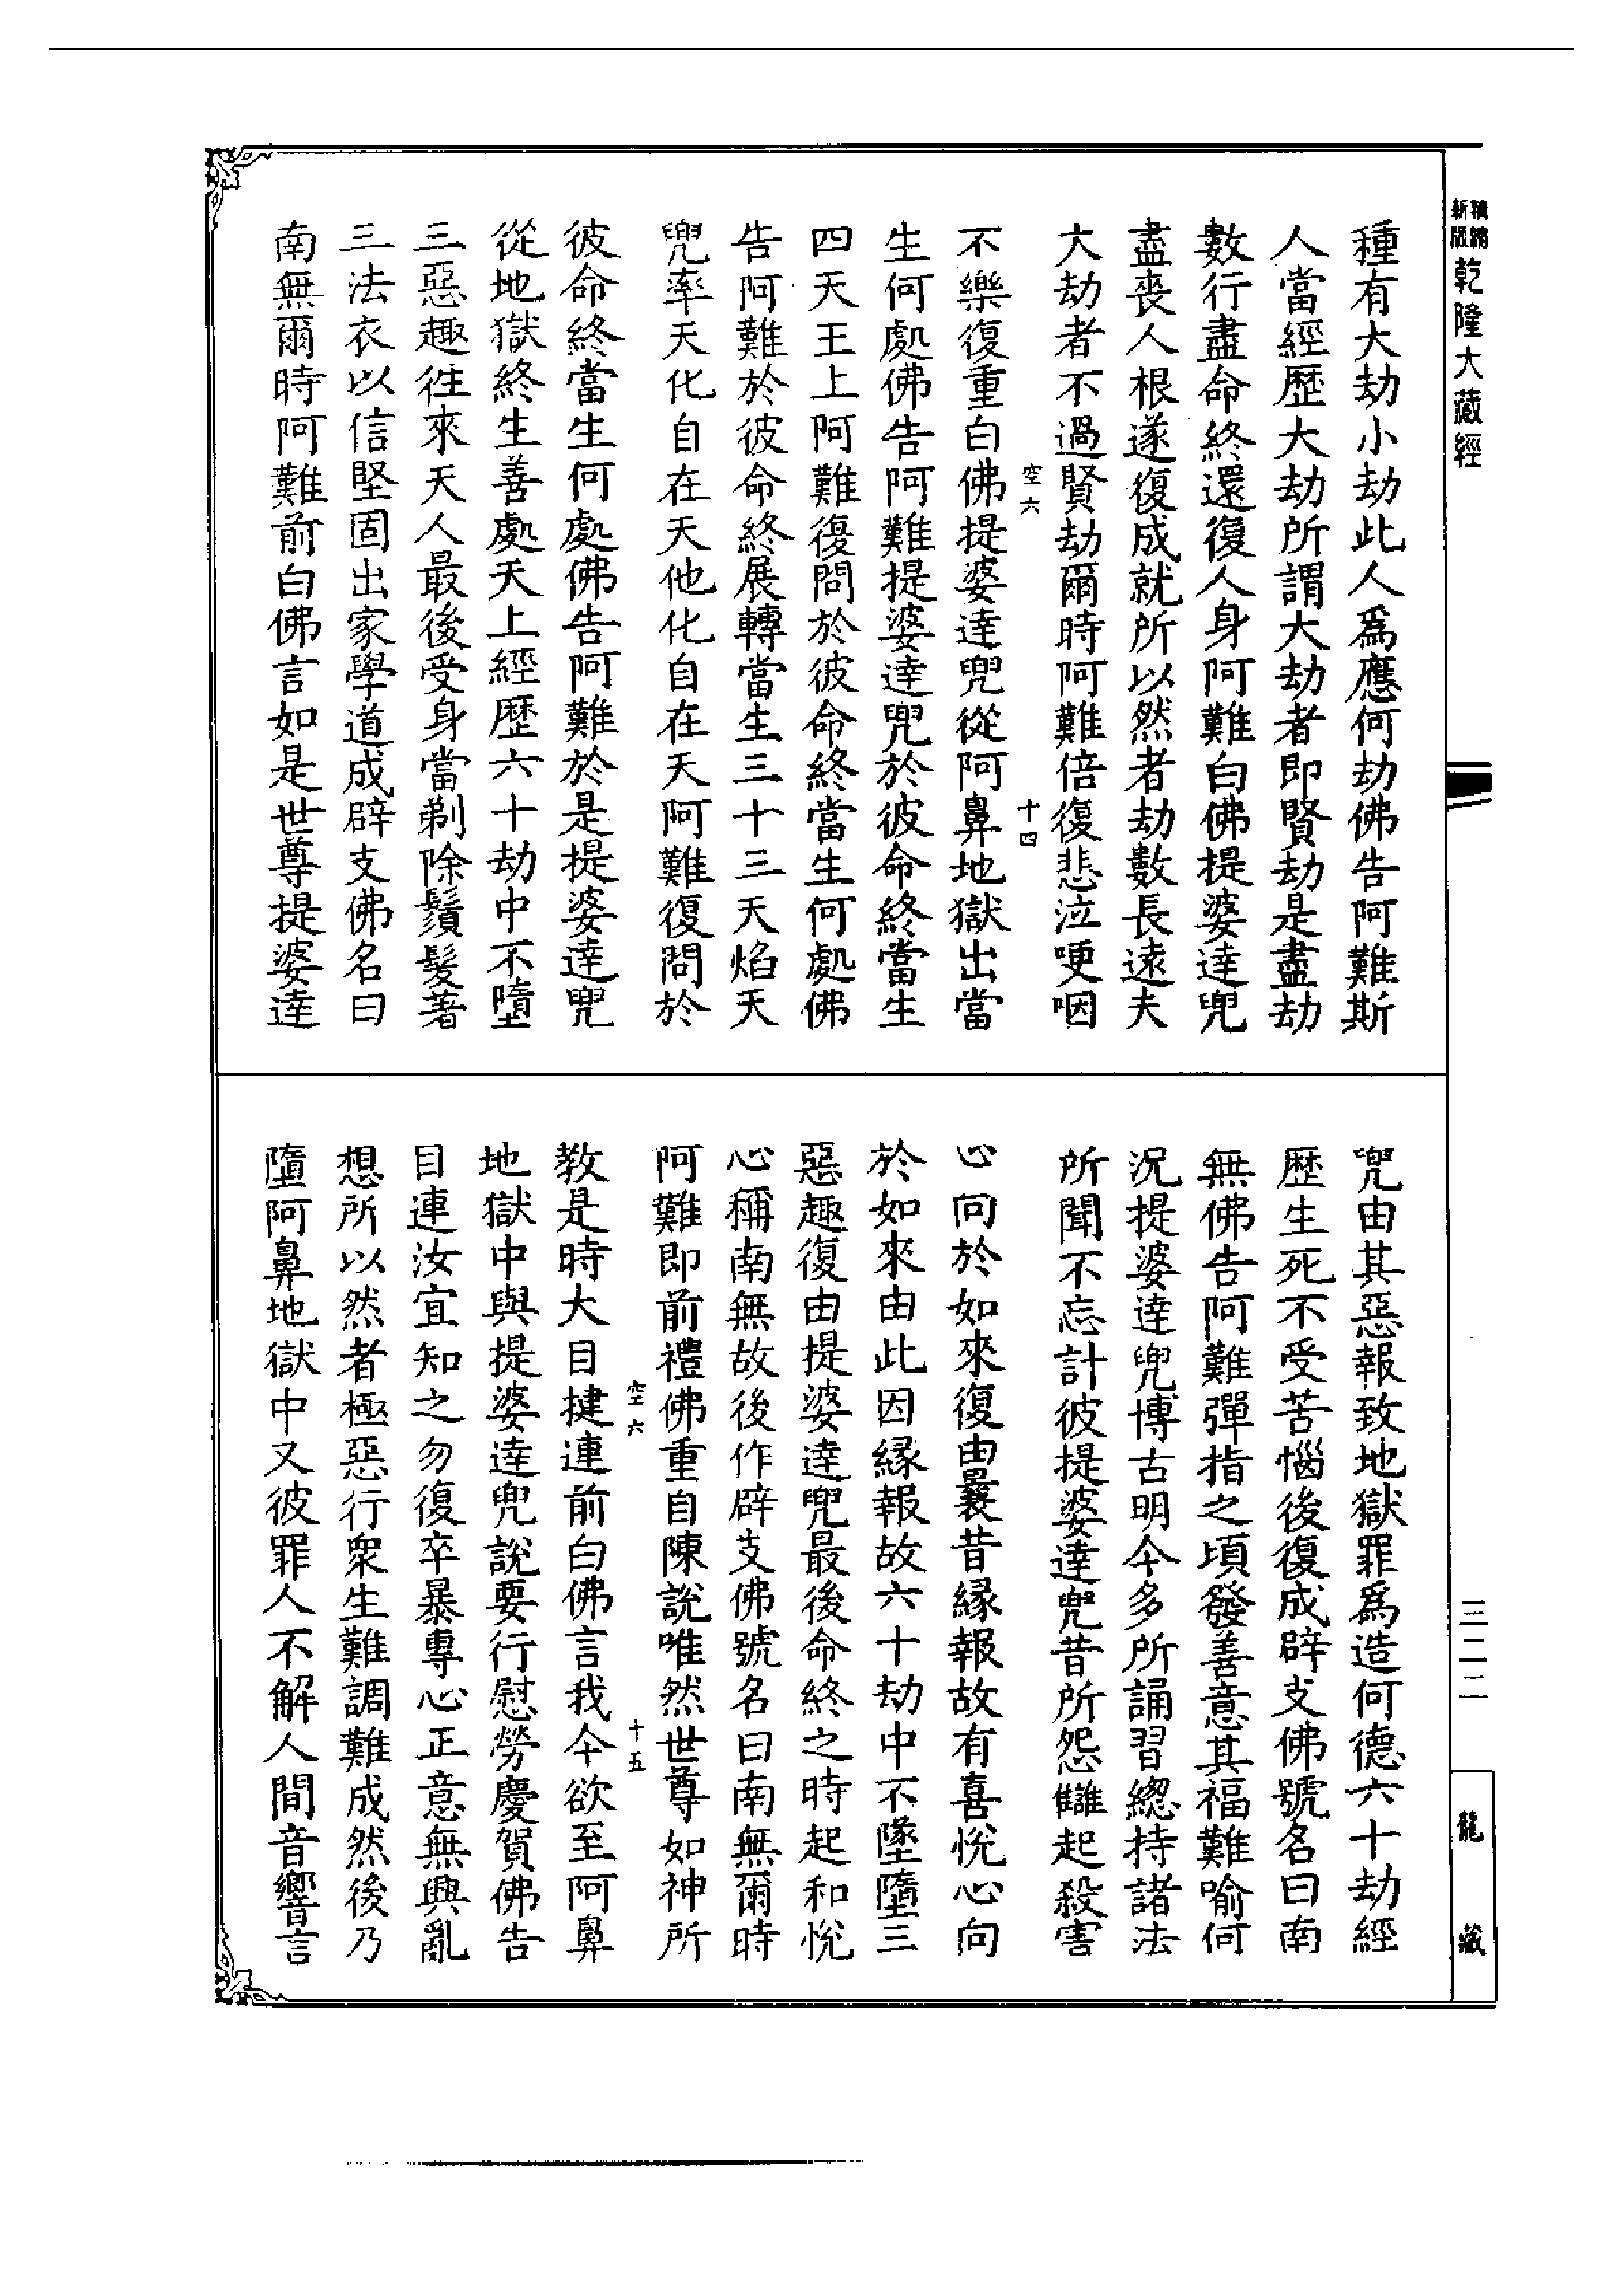 新版 精縮 乾隆大藏經
種有大劫小劫此人爲應何劫佛告阿難斯
人當經歷大劫所謂大劫者即賢劫是盡劫
數行盡命終還復人身阿難白佛提婆達兜
盡喪人根遂復成就所以然者劫數長遠夫
大劫者不過賢劫爾時阿難倍復悲泣哽咽
空六 十四
不樂復重白佛提婆達兜從阿鼻地獄出當
生何處佛告阿難提婆達兜於彼命終當生
四天王上阿難復問於彼命終當生何處佛
告阿難於彼命終展轉當生三十三天焰天
兜率天化自在天他化自在天阿難復問於
彼命終當生何處佛告阿難於是提婆達兜
從地獄終生善處天上經歷六十劫中不墮
三惡趣往來天人最後受身當剃除鬚髮著
三法衣以信堅固出家學道成辟支佛名曰
南無爾時阿難前白佛言如是世尊提婆達
兜由其惡報致地獄罪爲造何德六十劫經
歷生死不受苦惱後復成辟支佛號名曰南
無佛告阿難彈指之頃發善意其福難喻何
況提婆達兜博古明今多所誦習總持諸法
所聞不忘計彼提婆達兜昔所怨讎起殺害
心向於如來復由曩昔緣報故有喜悅心向
於如來由此因緣報故六十劫中不墜墮三
惡趣復由提婆達兜最後命終之時起和悅
心稱南無故後作辟支佛號名曰南無爾時
阿難即前禮佛重自陳說唯然世尊如神所
空六 十五
教是時大目揵連前白佛言我今欲至阿鼻
地獄中與提婆達兜說要行慰勞慶賀佛告
目連汝宜知之勿復卒暴專心正意無興亂
想所以然者極惡行衆生難調難成然後乃
墮阿鼻地獄中又彼罪人不解人間音響言
三二二
龍藏